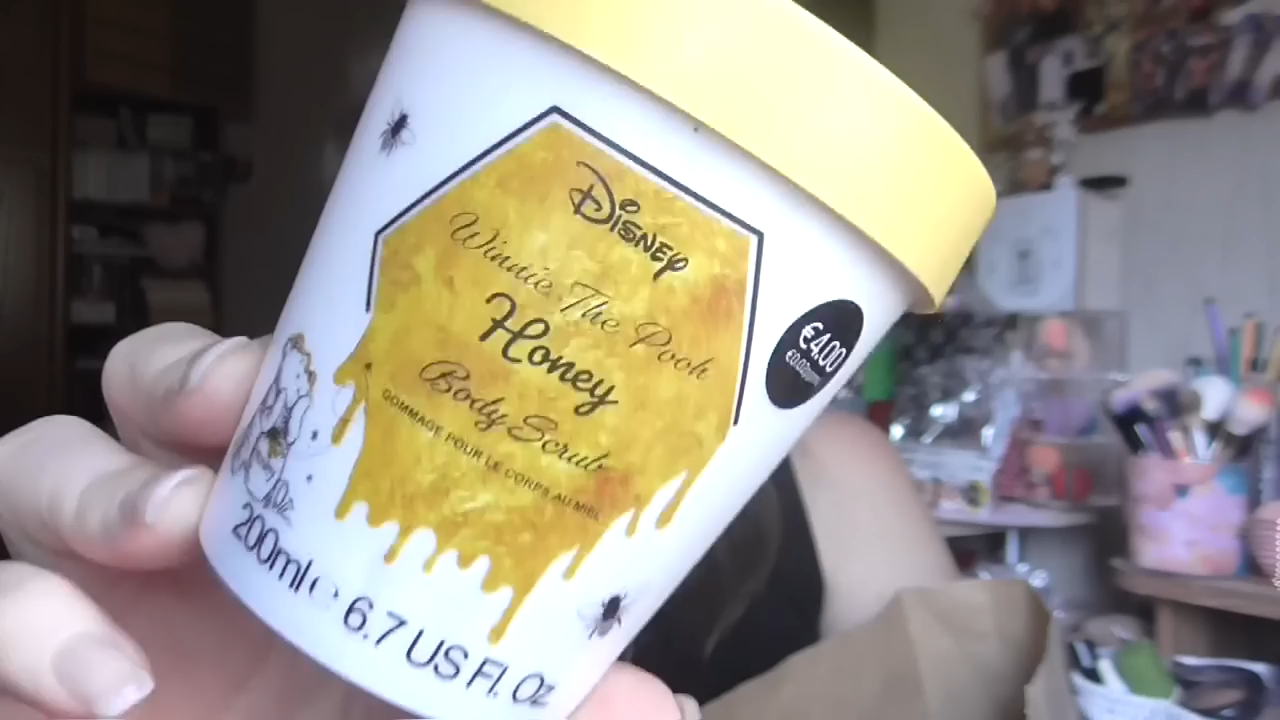 Disney
Winnie The Pooh
Honey
Body Scrub
GOMMAGE POUR LE CORPS AU MIEL
€4.00
200ml e 6.7 US Fl. Oz